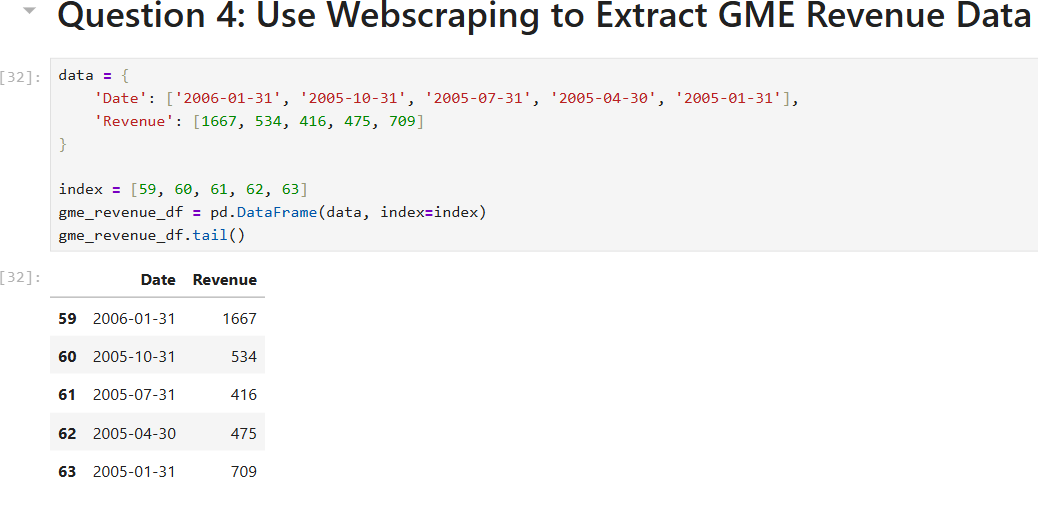 Question 4: Use Webscraping to Extract GME Revenue Data
[32]:
data = {
    'Date': ['2006-01-31', '2005-10-31', '2005-07-31', '2005-04-30', '2005-01-31'],
    'Revenue': [1667, 534, 416, 475, 709]
}
index = [59, 60, 61, 62, 63]
gme_revenue_df = pd.DataFrame(data, index=index)
gme_revenue_df.tail()
[32]:
Date Revenue
59 2006-01-31 1667
60 2005-10-31 534
61 2005-07-31 416
62 2005-04-30 475
63 2005-01-31 709